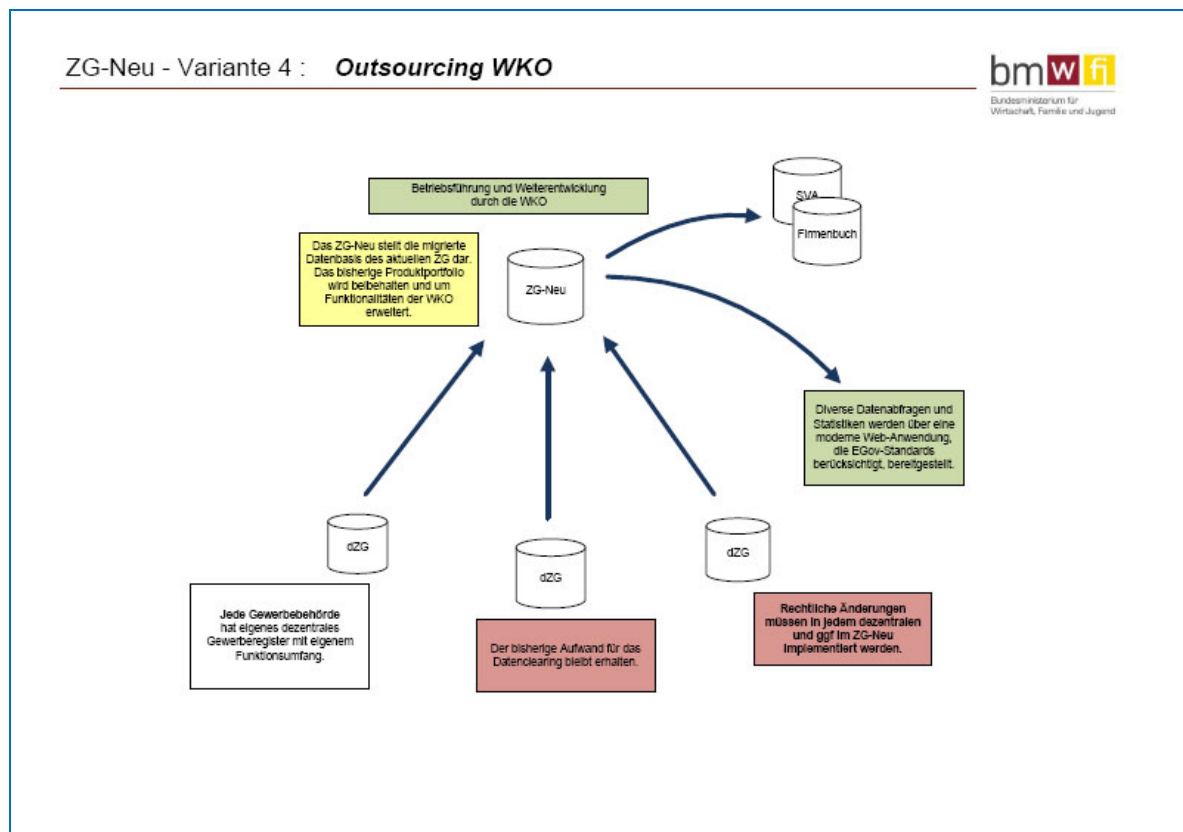 ZG-Neu - Variante 4 : Outsourcing WKO
bmwfj
Bundesministerium für
Wirtschaft, Familie und Jugend
Betriebsführung und Weiterentwicklung
durch die WKO
SVA
Firmenbuch
Das ZG-Neu stellt die migrierte
Datenbasis des aktuellen ZG dar.
Das bisherige Produktportfolio
wird beibehalten und um
Funktionalitäten der WKO
erweitert.
ZG-Neu
Diverse Datenabfragen und
Statistiken werden über eine
moderne Web-Anwendung,
die EGov-Standards
berücksichtigt, bereitgestellt.
dZG
dZG
dZG
Jede Gewerbebehörde
hat eigenes dezentrales
Gewerberegister mit eigenem
Funktionsumfang.
Der bisherige Aufwand für das
Datenclearing bleibt erhalten.
Rechtliche Änderungen
müssen in jedem dezentralen
und ggf im ZG-Neu
implementiert werden.